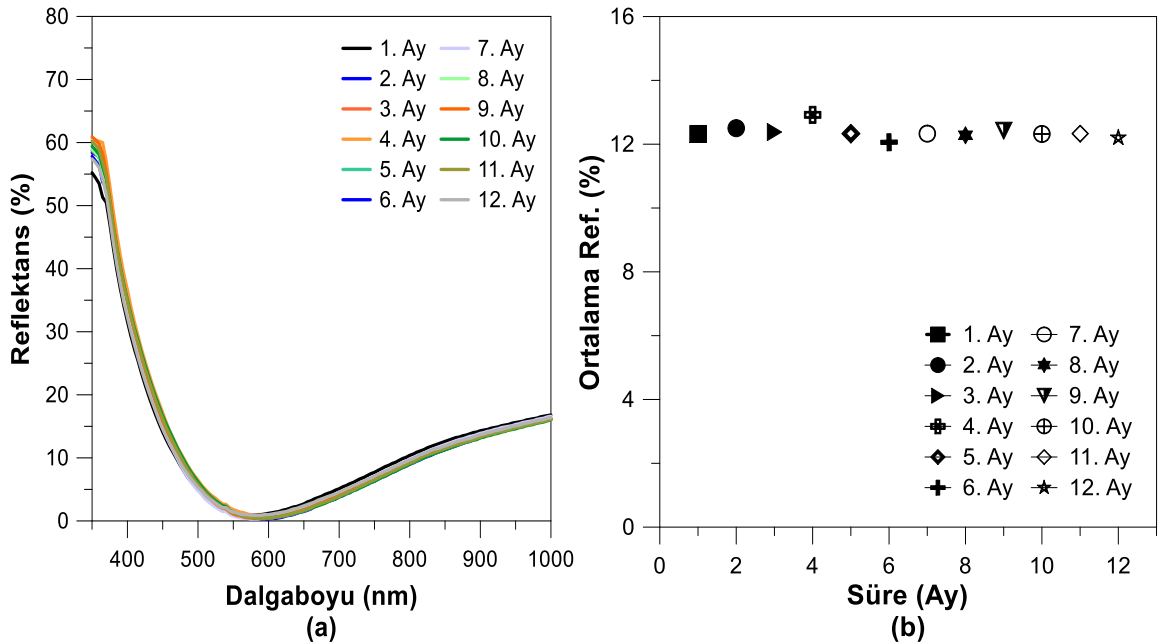 80
70
60
50
40
30
20
10
0
Reflektans (%)
1. Ay
2. Ay
3. Ay
4. Ay
5. Ay
6. Ay
7. Ay
8. Ay
9. Ay
10. Ay
11. Ay
12. Ay
400 500 600 700 800 900 1000
Dalgaboyu (nm)
(a)
16
12
8
4
0
Ortalama Ref. (%)
1. Ay
2. Ay
3. Ay
4. Ay
5. Ay
6. Ay
7. Ay
8. Ay
9. Ay
10. Ay
11. Ay
12. Ay
0 2 4 6 8 10 12
Süre (Ay)
(b)